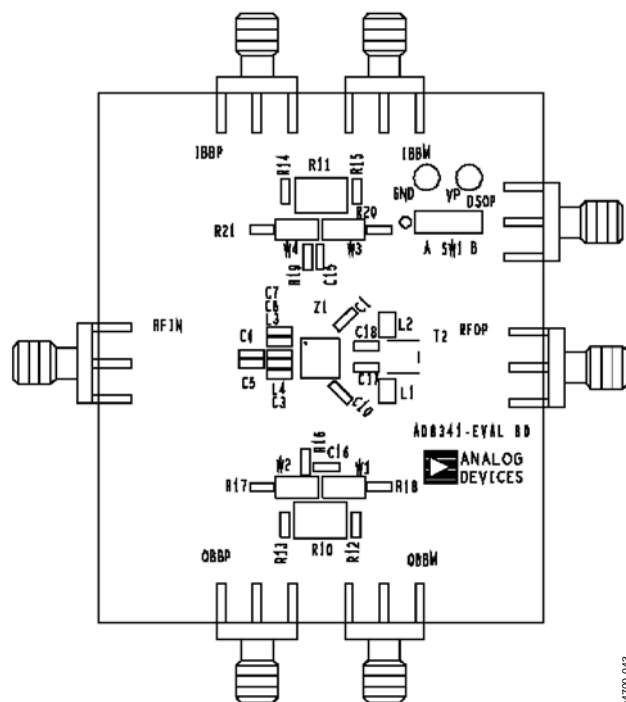 IBBP
IBBM
R14
R11
R15
GND
VP
DSOP
R21
R20
W4
W3
A SW1 B
R19
C15
C7
C6
L3
Z1
C1
L2
RFIN
C4
C18
T2
RFOP
C5
L4
C3
C17
C10
L1
AD8341-EVAL BD
R16
C16
W2
W1
ANALOG
DEVICES
R17
R18
QBBP
R13
R10
R12
QBBM